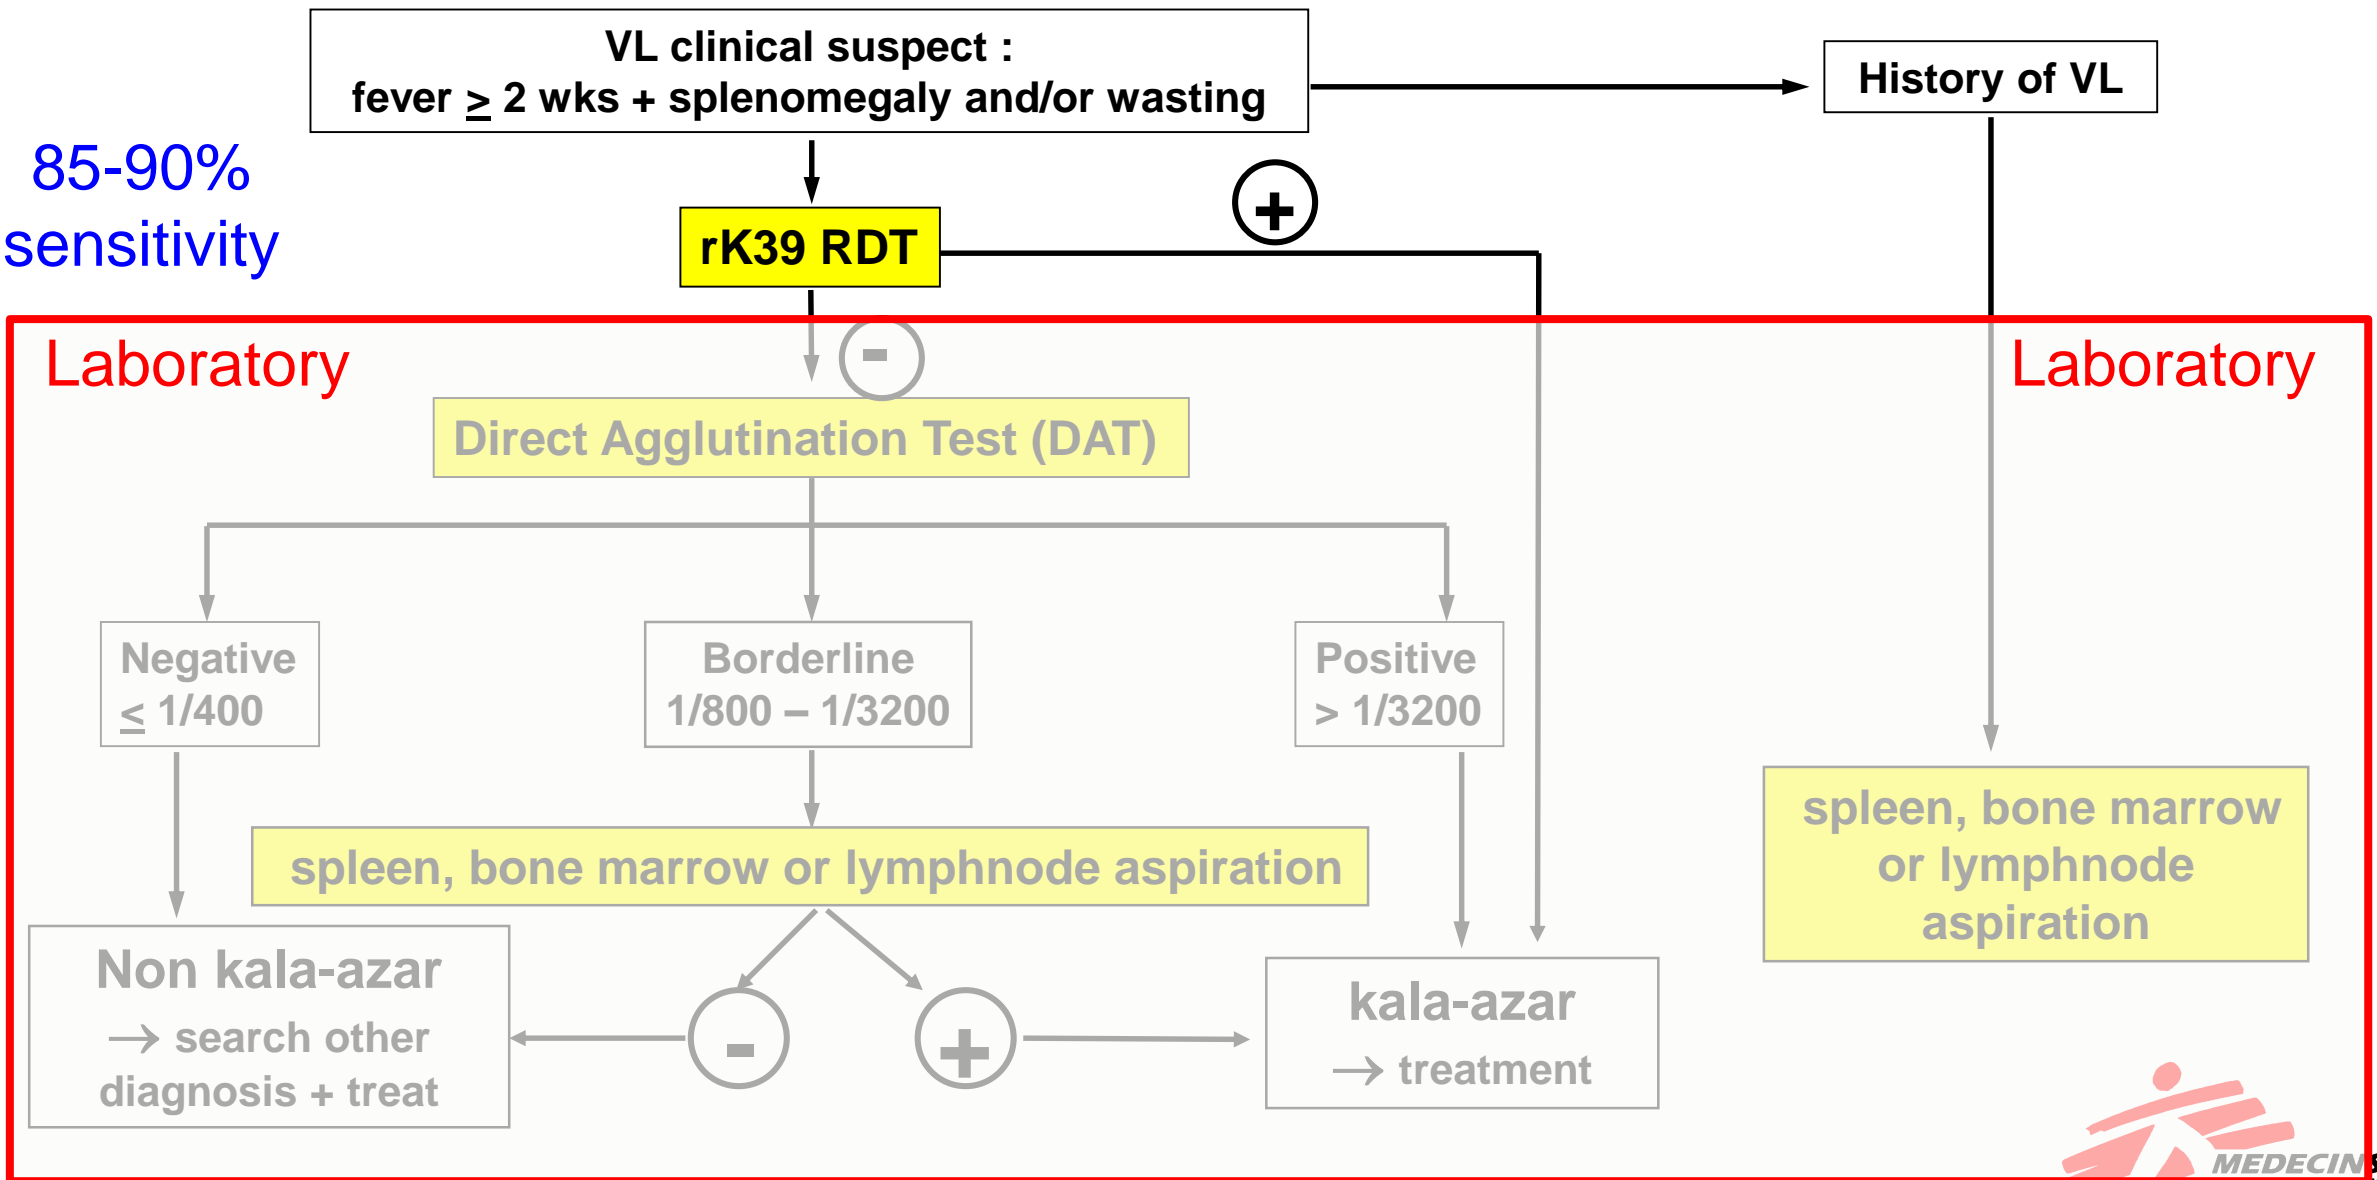 VL clinical suspect :
fever ≥ 2 wks + splenomegaly and/or wasting
History of VL
85-90%
sensitivity
+
rK39 RDT
Laboratory
-
Laboratory
Direct Agglutination Test (DAT)
Negative
≤ 1/400
Borderline
1/800 – 1/3200
Positive
> 1/3200
spleen, bone marrow or lymphnode aspiration
spleen, bone marrow
or lymphnode
aspiration
Non kala-azar
→ search other
diagnosis + treat
-
+
kala-azar
→ treatment
MEDECINS